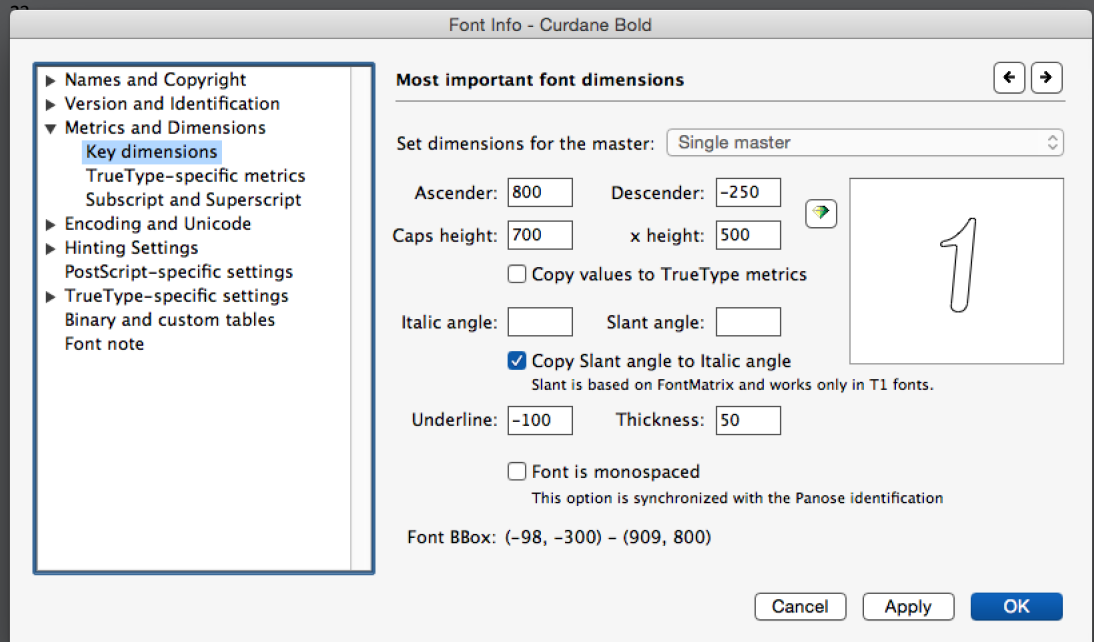 Font Info - Curdane Bold
Names and Copyright
Version and Identification
Metrics and Dimensions
Key dimensions
TrueType-specific metrics
Subscript and Superscript
Encoding and Unicode
Hinting Settings
PostScript-specific settings
TrueType-specific settings
Binary and custom tables
Font note
Most important font dimensions
Set dimensions for the master: Single master
Ascender: 800 Descender: -250
Caps height: 700 x height: 500
Copy values to TrueType metrics
1
Italic angle: Slant angle:
Copy Slant angle to Italic angle
Slant is based on FontMatrix and works only in T1 fonts.
Underline: -100 Thickness: 50
Font is monospaced
This option is synchronized with the Panose identification
Font BBox: (-98, -300) - (909, 800)
Cancel Apply OK